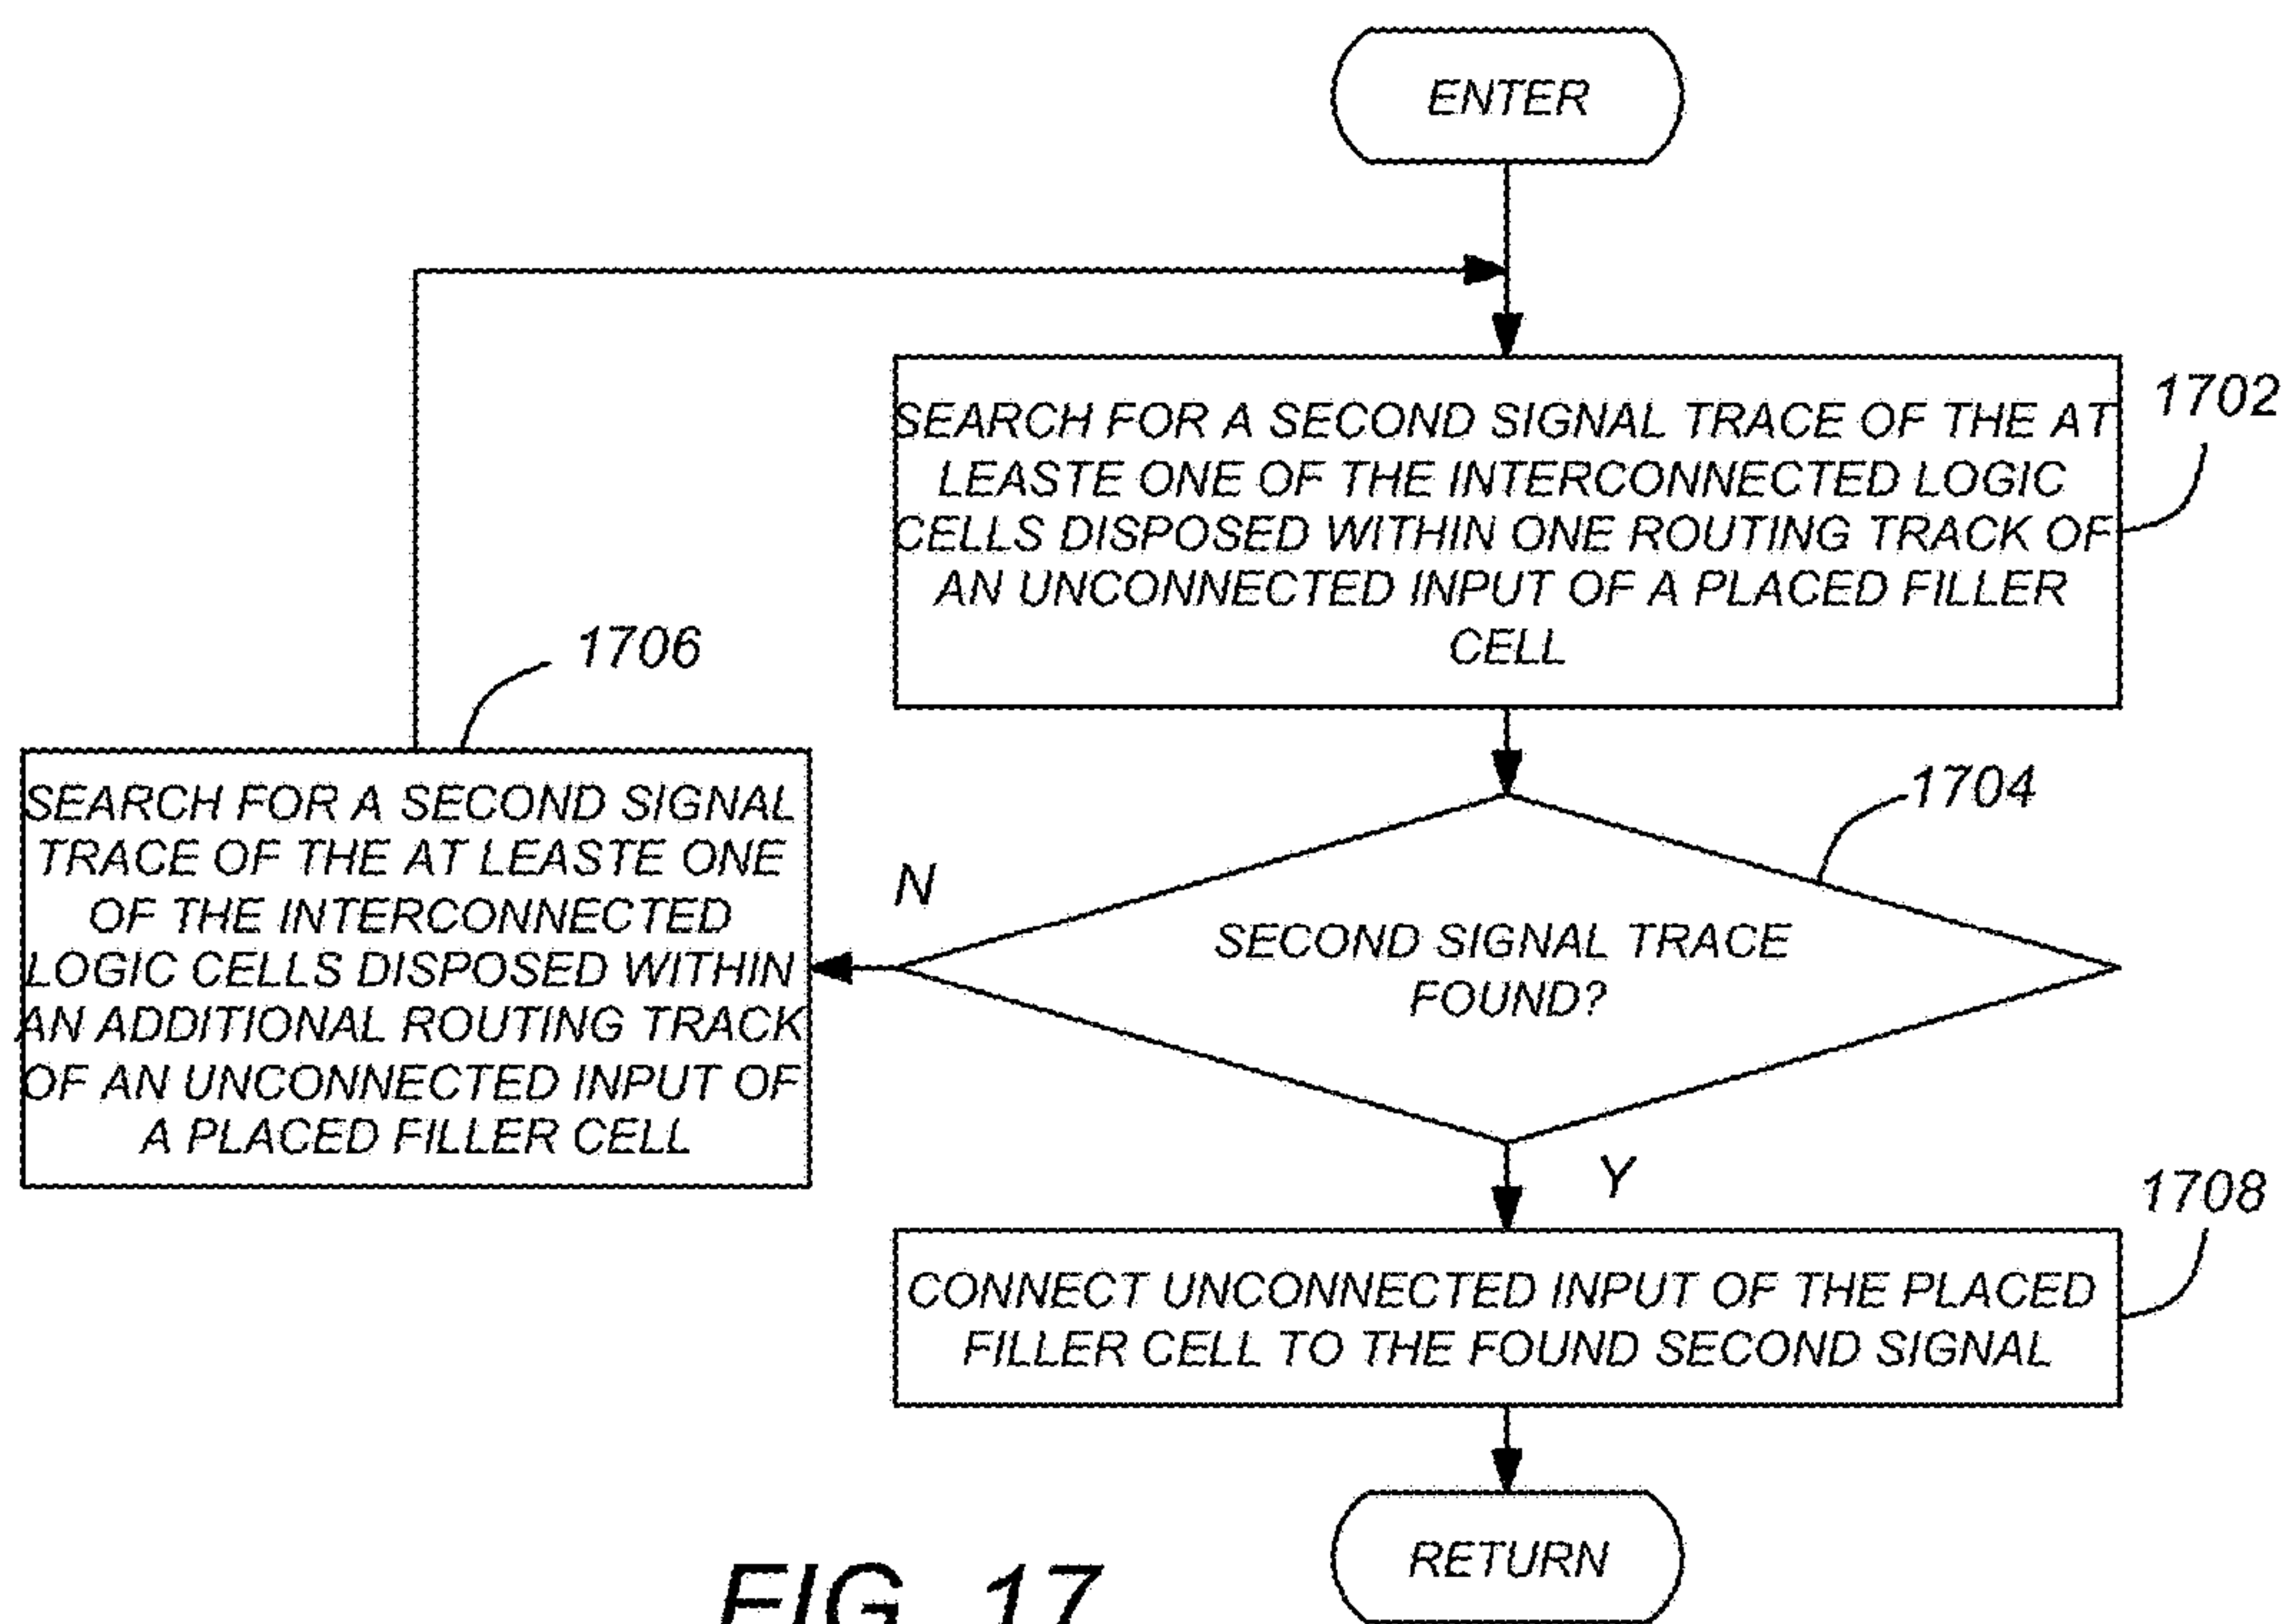 ENTER
SEARCH FOR A SECOND SIGNAL TRACE OF THE AT
LEASTE ONE OF THE INTERCONNECTED LOGIC
CELLS DISPOSED WITHIN ONE ROUTING TRACK OF
AN UNCONNECTED INPUT OF A PLACED FILLER
CELL
1702
1706
SEARCH FOR A SECOND SIGNAL
TRACE OF THE AT LEASTE ONE
OF THE INTERCONNECTED
LOGIC CELLS DISPOSED WITHIN
AN ADDITIONAL ROUTING TRACK
OF AN UNCONNECTED INPUT OF
A PLACED FILLER CELL
1704
N
SECOND SIGNAL TRACE
FOUND?
Y
1708
CONNECT UNCONNECTED INPUT OF THE PLACED
FILLER CELL TO THE FOUND SECOND SIGNAL
RETURN
FIG. 17